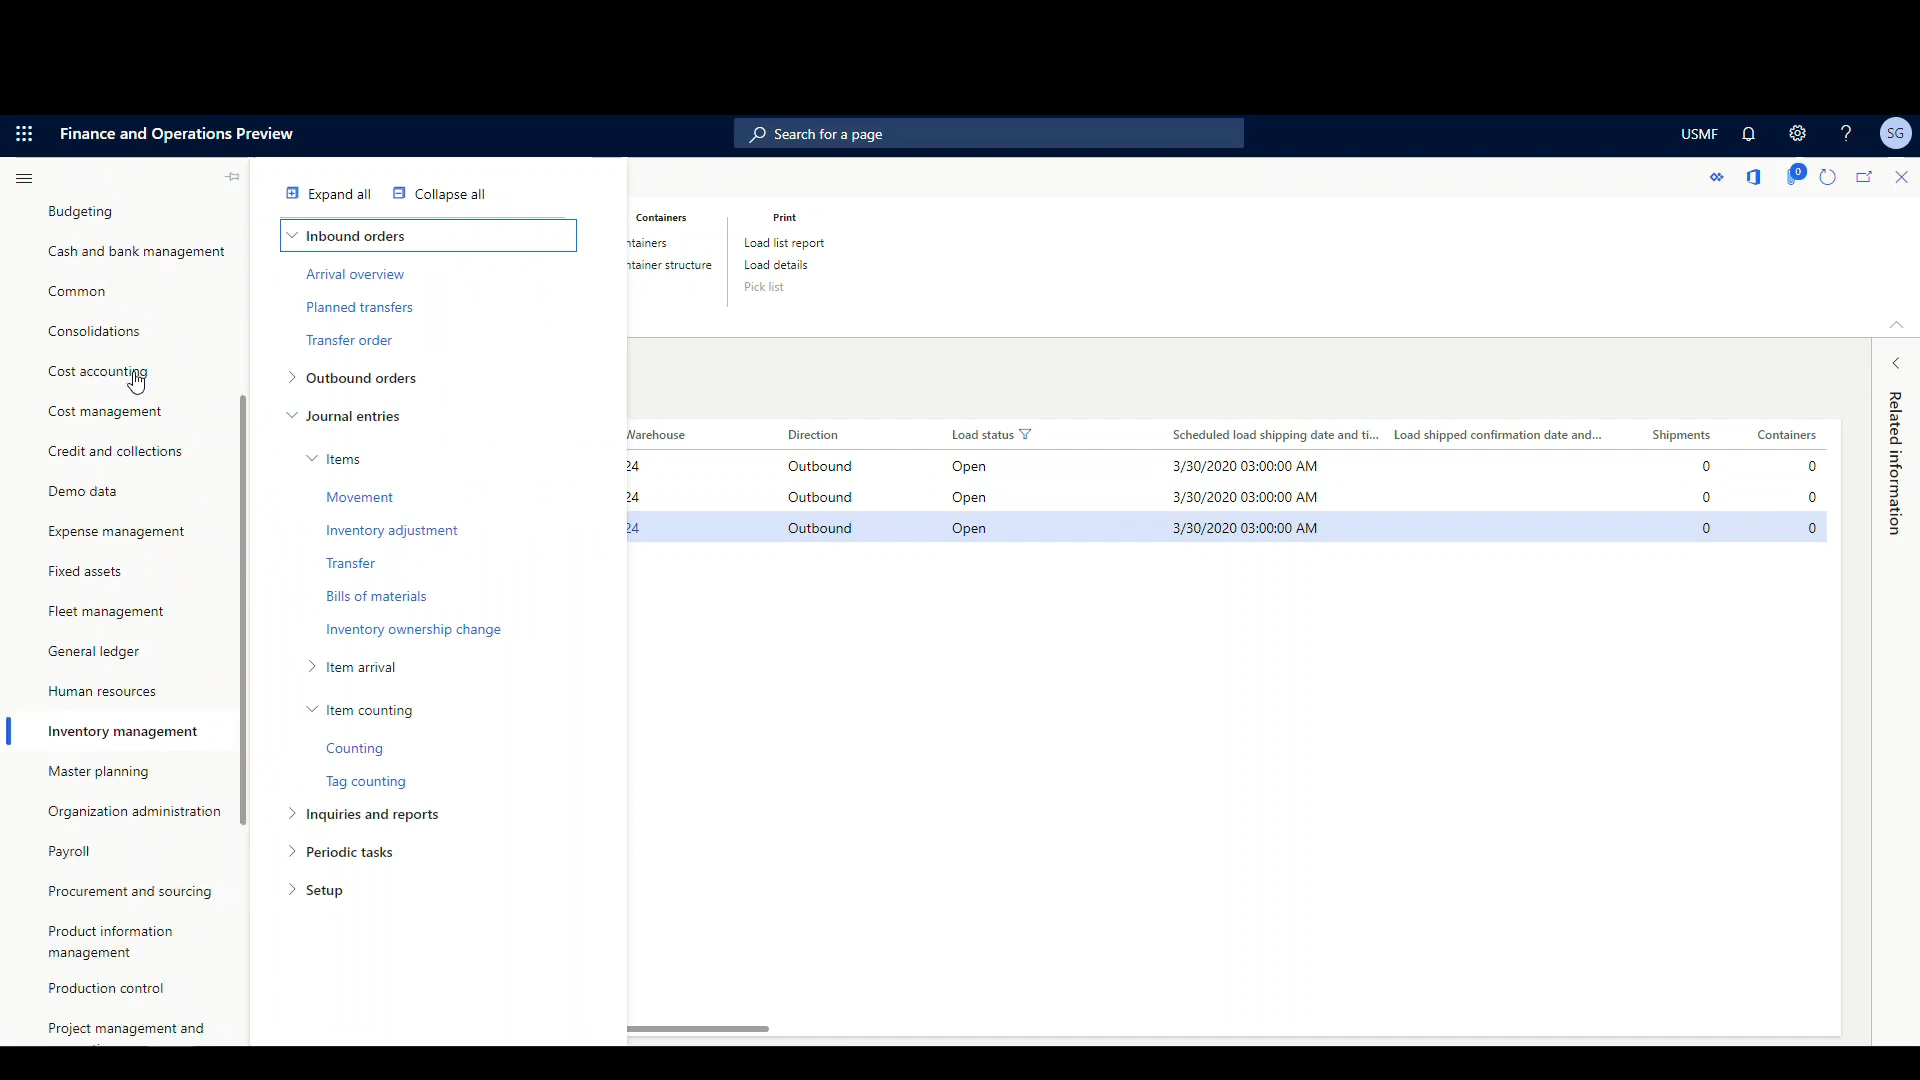 Finance and Operations Preview
Search for a page
USMF
SG
0
Budgeting
Cash and bank management
Common
Consolidations
Cost accounting
Cost management
Credit and collections
Demo data
Expense management
Fixed assets
Fleet management
General ledger
Human resources
Inventory management
Master planning
Organization administration
Payroll
Procurement and sourcing
Product information
management
Production control
Project management and
Expand all
Collapse all
Inbound orders
Arrival overview
Planned transfers
Transfer order
Outbound orders
Journal entries
Items
Movement
Inventory adjustment
Transfer
Bills of materials
Inventory ownership change
Item arrival
Item counting
Counting
Tag counting
Inquiries and reports
Periodic tasks
Setup
Containers
ntainers
ntainer structure
Print
Load list report
Load details
Pick list
Warehouse Direction Load status Scheduled load shipping date and ti... Load shipped confirmation date and... Shipments Containers
24 Outbound Open 3/30/2020 03:00:00 AM 0 0
24 Outbound Open 3/30/2020 03:00:00 AM 0 0
24 Outbound Open 3/30/2020 03:00:00 AM 0 0
Related information